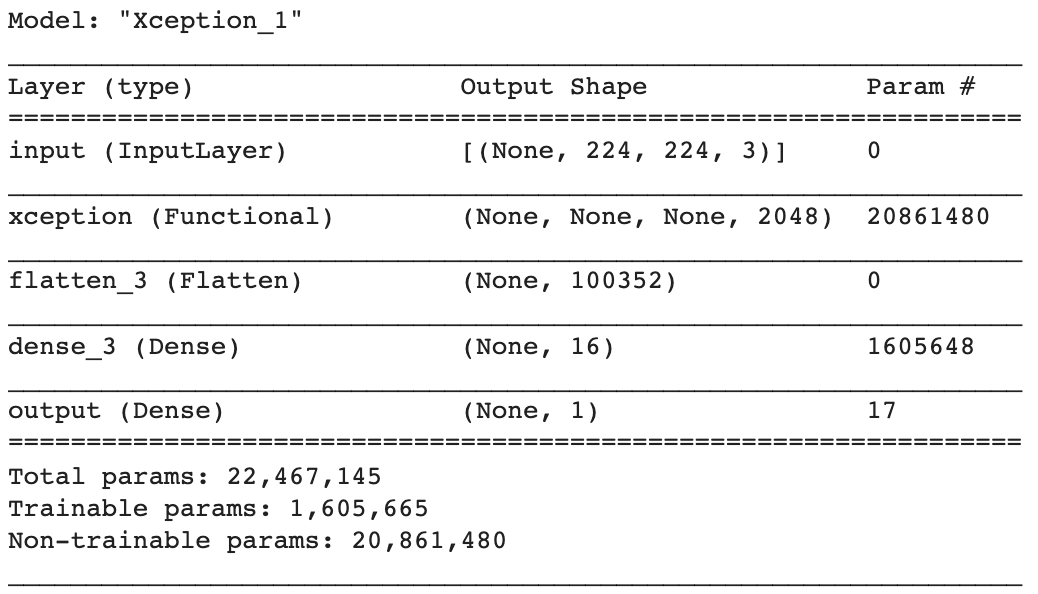 Model: "Xception_1"
Layer (type) Output Shape Param #
input (InputLayer) [(None, 224, 224, 3)] 0
xception (Functional) (None, None, None, 2048) 20861480
flatten_3 (Flatten) (None, 100352) 0
dense_3 (Dense) (None, 16) 1605648
output (Dense) (None, 1) 17
Total params: 22,467,145
Trainable params: 1,605,665
Non-trainable params: 20,861,480